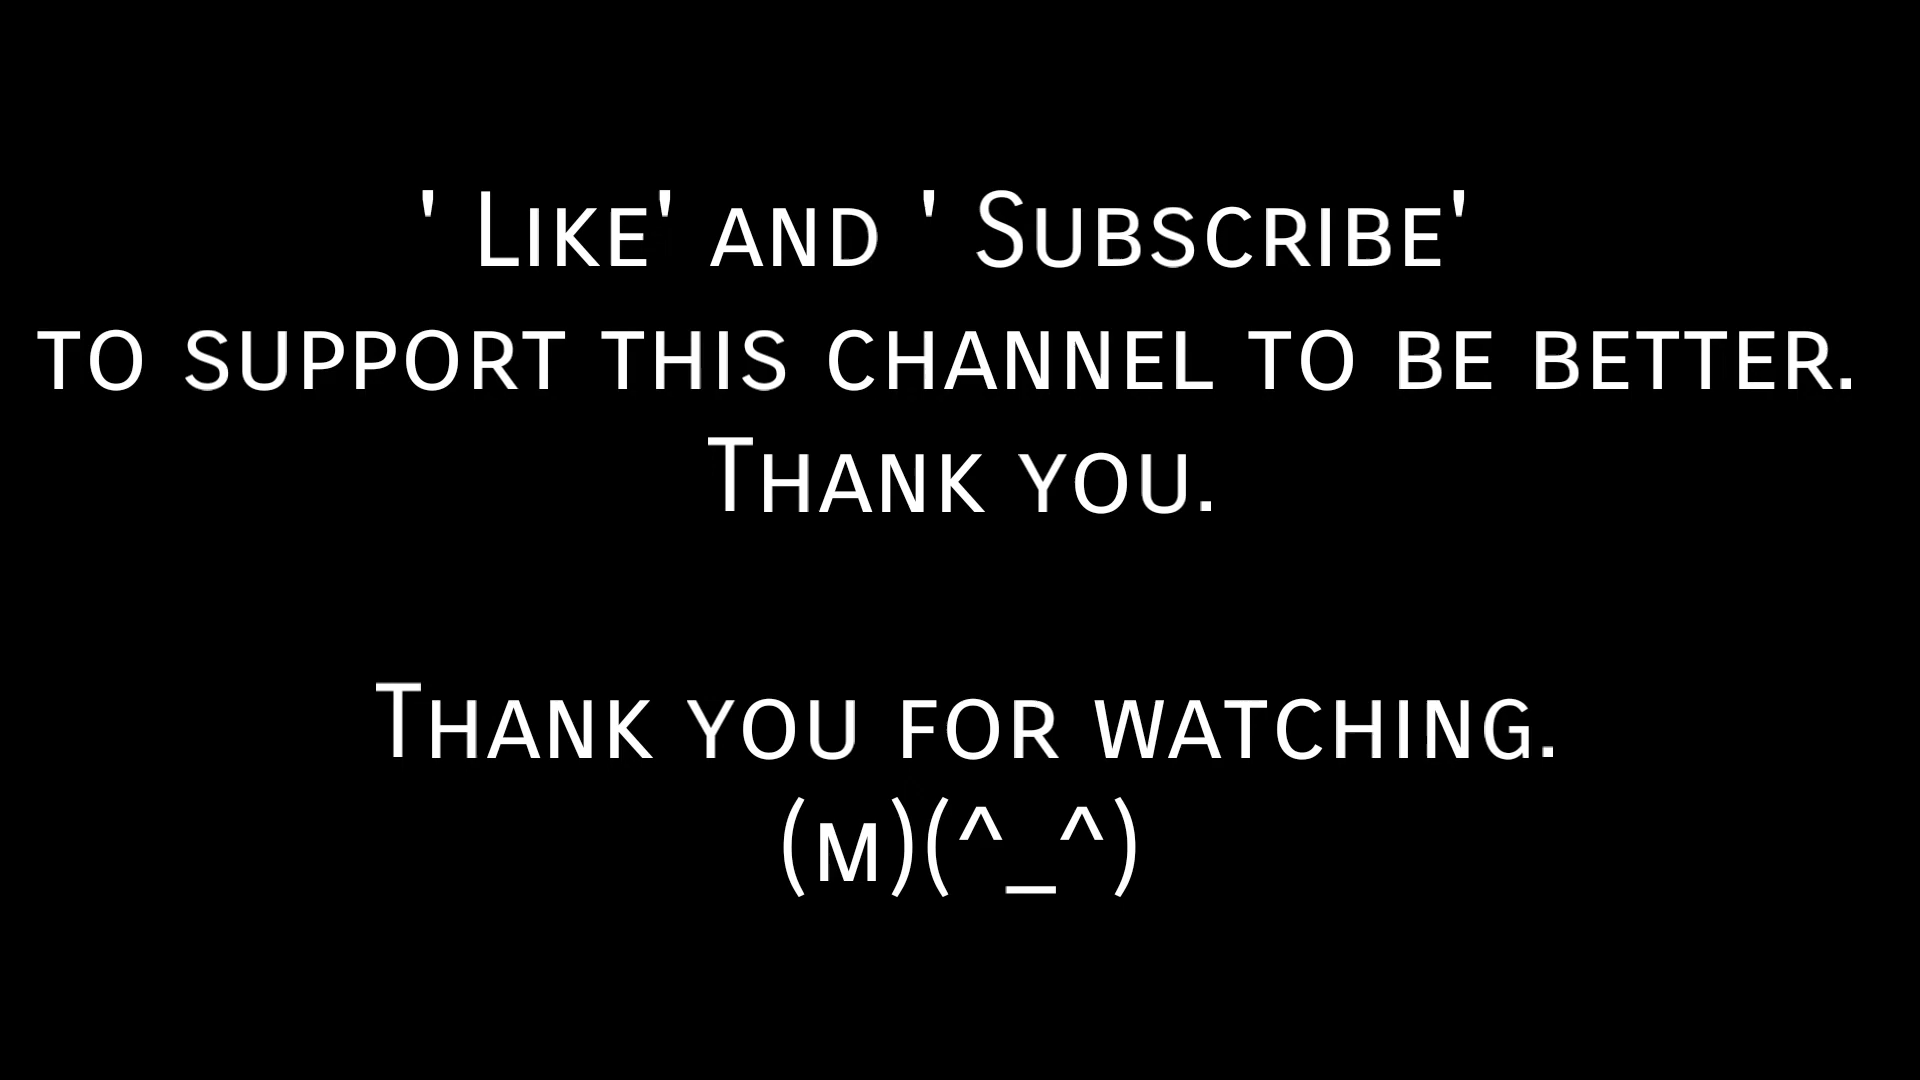 ' Like' and ' Subscribe'
to support this channel to be better.
Thank you.
Thank you for watching.
(m)(^_^)